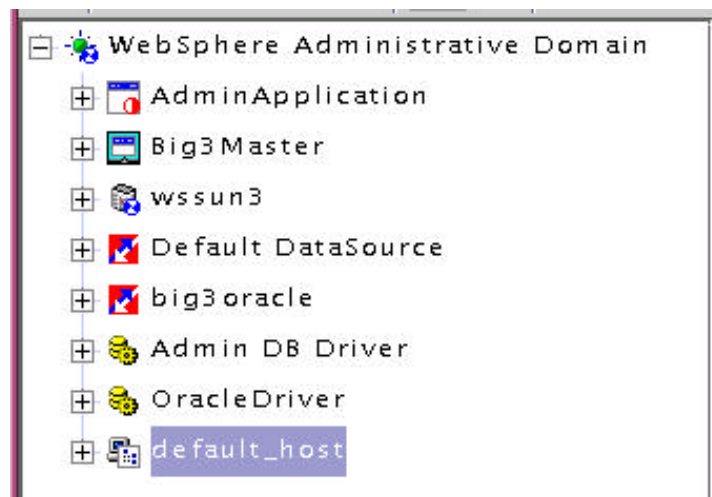 WebSphere Administrative Domain
AdminApplication
Big3Master
wssun3
Default DataSource
big3oracle
Admin DB Driver
OracleDriver
default_host